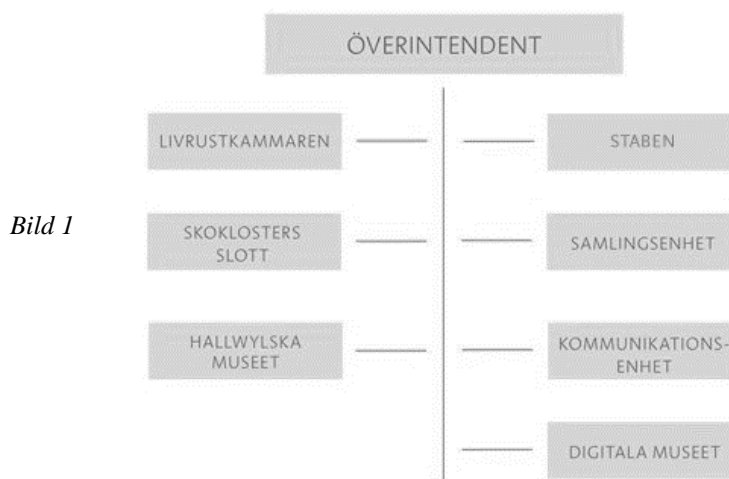 ÖVERINTENDENT
LIVRUSTKAMMAREN
STABEN
Bild 1
SKOKLOSTERS
SLOTT
SAMLINGSENHET
HALLWYLSKA
MUSEET
KOMMUNIKATIONS-
ENHET
DIGITALA MUSEET